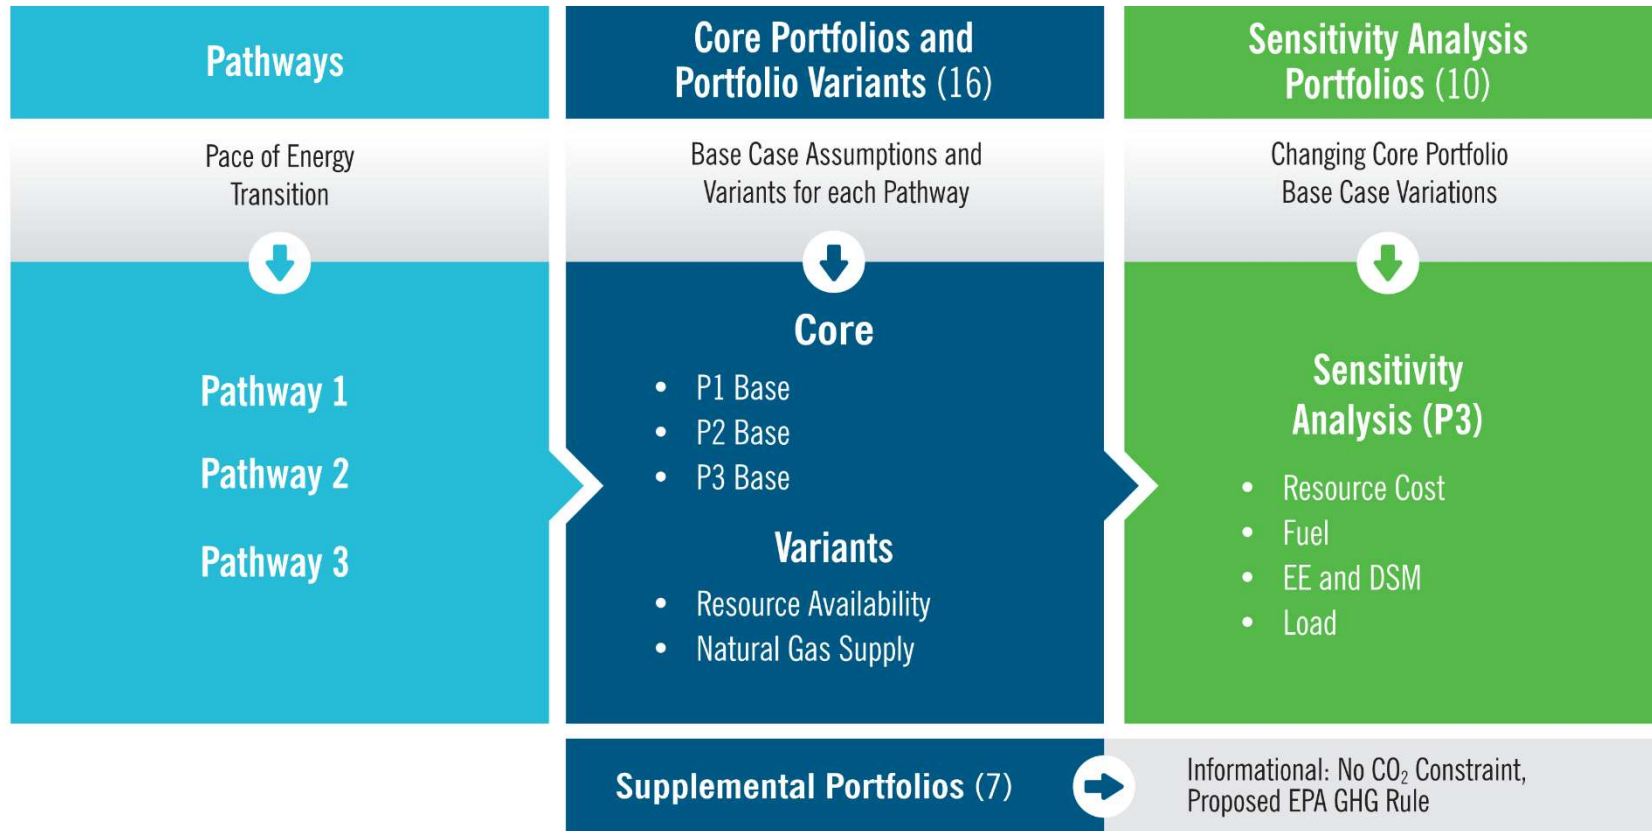 Pathways
Pace of Energy
Transition
Pathway 1
Pathway 2
Pathway 3
Core Portfolios and
Portfolio Variants (16)
Base Case Assumptions and
Variants for each Pathway
Core
• P1 Base
• P2 Base
• P3 Base
Variants
• Resource Availability
• Natural Gas Supply
Sensitivity Analysis
Portfolios (10)
Changing Core Portfolio
Base Case Variations
Sensitivity
Analysis (P3)
• Resource Cost
• Fuel
• EE and DSM
• Load
Supplemental Portfolios (7)
Informational: No CO₂ Constraint,
Proposed EPA GHG Rule